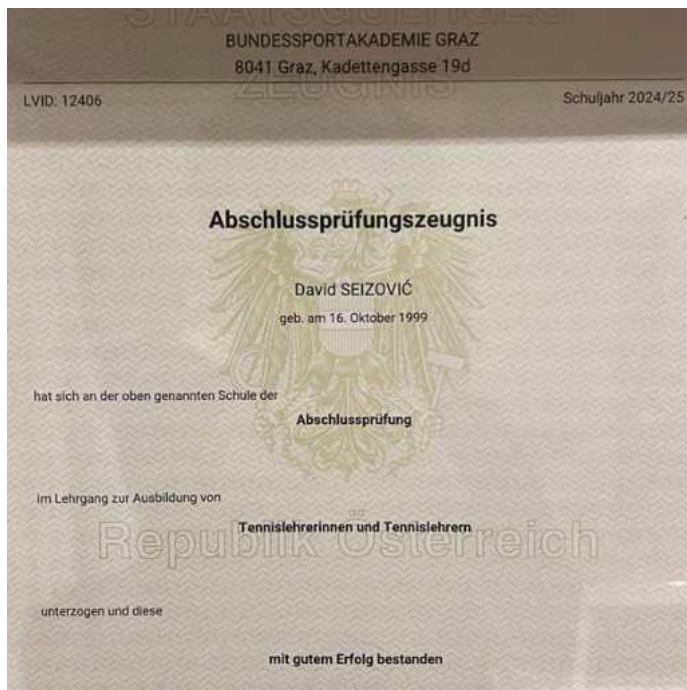 STAATSGÜLTIGES
BUNDESSPORTAKADEMIE GRAZ
8041 Graz, Kadettengasse 19d
ZEUGNIS
LVID: 12406
Schuljahr 2024/25
Abschlussprüfungszeugnis
David SEIZOVIĆ
geb. am 16. Oktober 1999
hat sich an der oben genannten Schule der
Abschlussprüfung
im Lehrgang zur Ausbildung von
Tennislehrerinnen und Tennislehrern
Republik Österreich
unterzogen und diese
mit gutem Erfolg bestanden